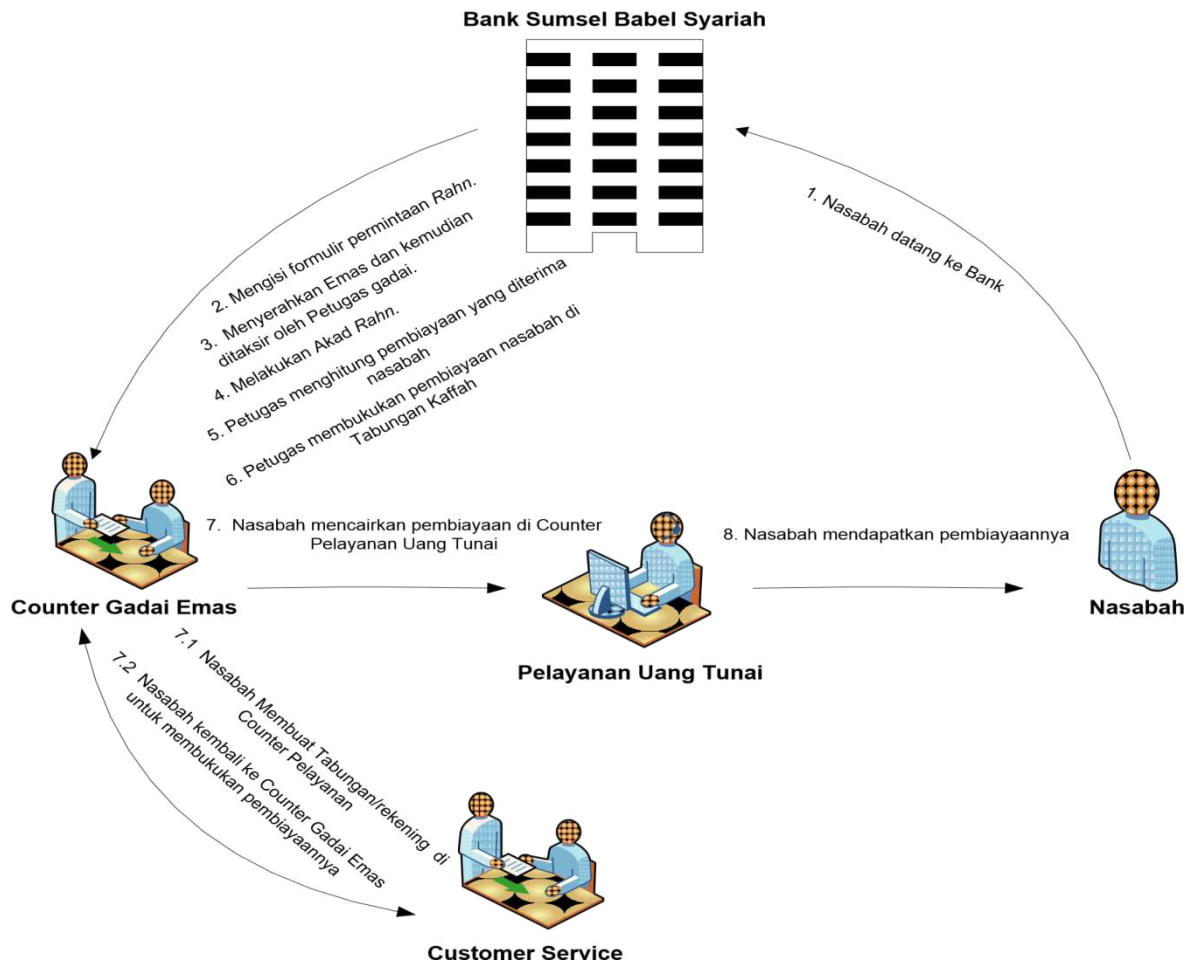 Bank Sumsel Babel Syariah
1. Nasabah datang ke Bank
2. Mengisi formulir permintaan Rahn.
3. Menyerahkan Emas dan kemudian
ditaksir oleh Petugas gadai.
4. Melakukan Akad Rahn.
5. Petugas menghitung pembiayaan yang diterima
nasabah
6. Petugas membukukan pembiayaan nasabah di
Tabungan Kaffah
7. Nasabah mencairkan pembiayaan di Counter
Pelayanan Uang Tunai
8. Nasabah mendapatkan pembiayaannya
Counter Gadai Emas
Nasabah
Pelayanan Uang Tunai
7.1 Nasabah Membuat Tabungan/rekening di
Counter Pelayanan
7.2 Nasabah kembali ke Counter Gadai Emas
untuk membukukan pembiayaannya
Customer Service